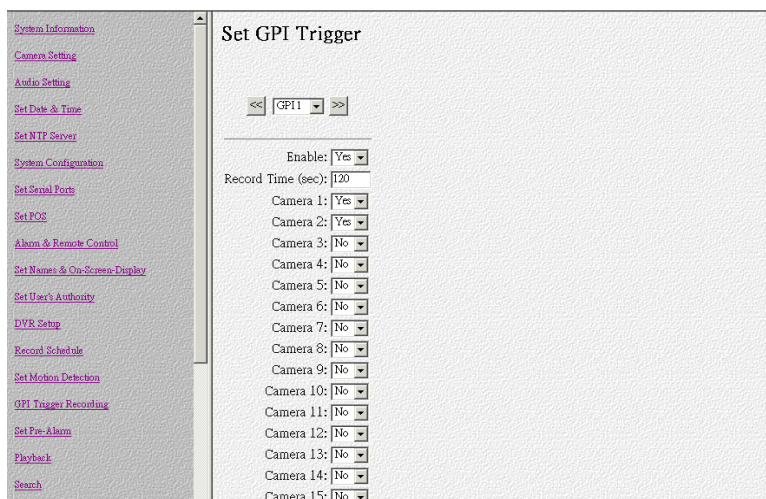 System Information
Camera Setting
Audio Setting
Set Date & Time
Set NTP Server
System Configuration
Set Serial Ports
Set POS
Alarm & Remote Control
Set Names & On-Screen-Display
Set User's Authority
DVR Setup
Record Schedule
Set Motion Detection
GPI Trigger Recording
Set Pre-Alarm
Playback
Search
Set GPI Trigger
<< GPI1 >>
Enable: Yes
Record Time (sec): 120
Camera 1: Yes
Camera 2: Yes
Camera 3: No
Camera 4: No
Camera 5: No
Camera 6: No
Camera 7: No
Camera 8: No
Camera 9: No
Camera 10: No
Camera 11: No
Camera 12: No
Camera 13: No
Camera 14: No
Camera 15: No